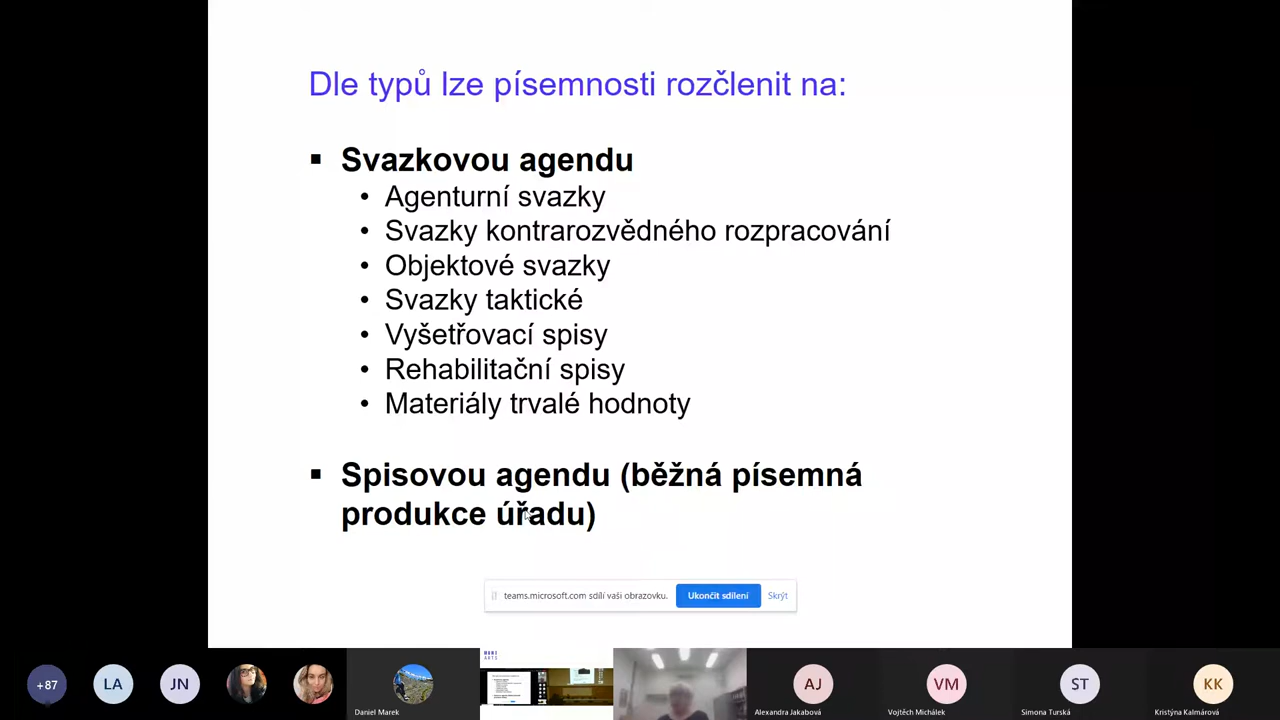 Dle typů lze písemnosti rozčlenit na:
▪ Svazkovou agendu
• Agenturní svazky
• Svazky kontrarozvědného rozpracování
• Objektové svazky
• Svazky taktické
• Vyšetřovací spisy
• Rehabilitační spisy
• Materiály trvalé hodnoty
▪ Spisovou agendu (běžná písemná
produkce úřadu)
teams.microsoft.com sdílí vaši obrazovku. Ukončit sdílení Skrýt
MUNI
ARTS
+87 LA JN AJ VM ST KK
Daniel Marek Alexandra Jakabová Vojtěch Michálek Simona Turská Kristýna Kalmárová